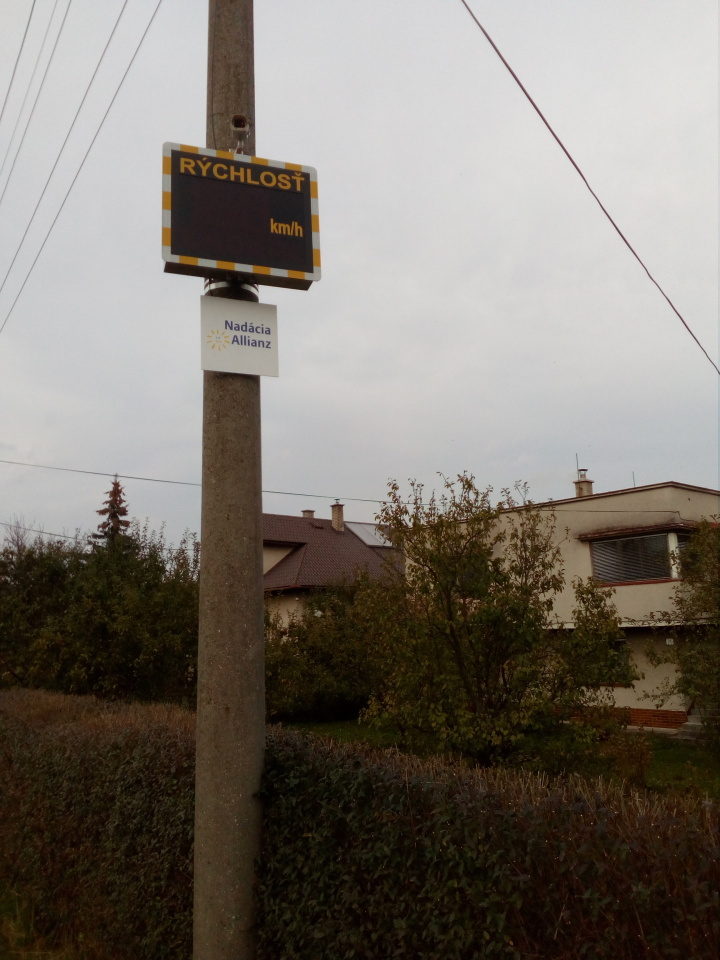 RÝCHLOSŤ
km/h
Nadácia
Allianz